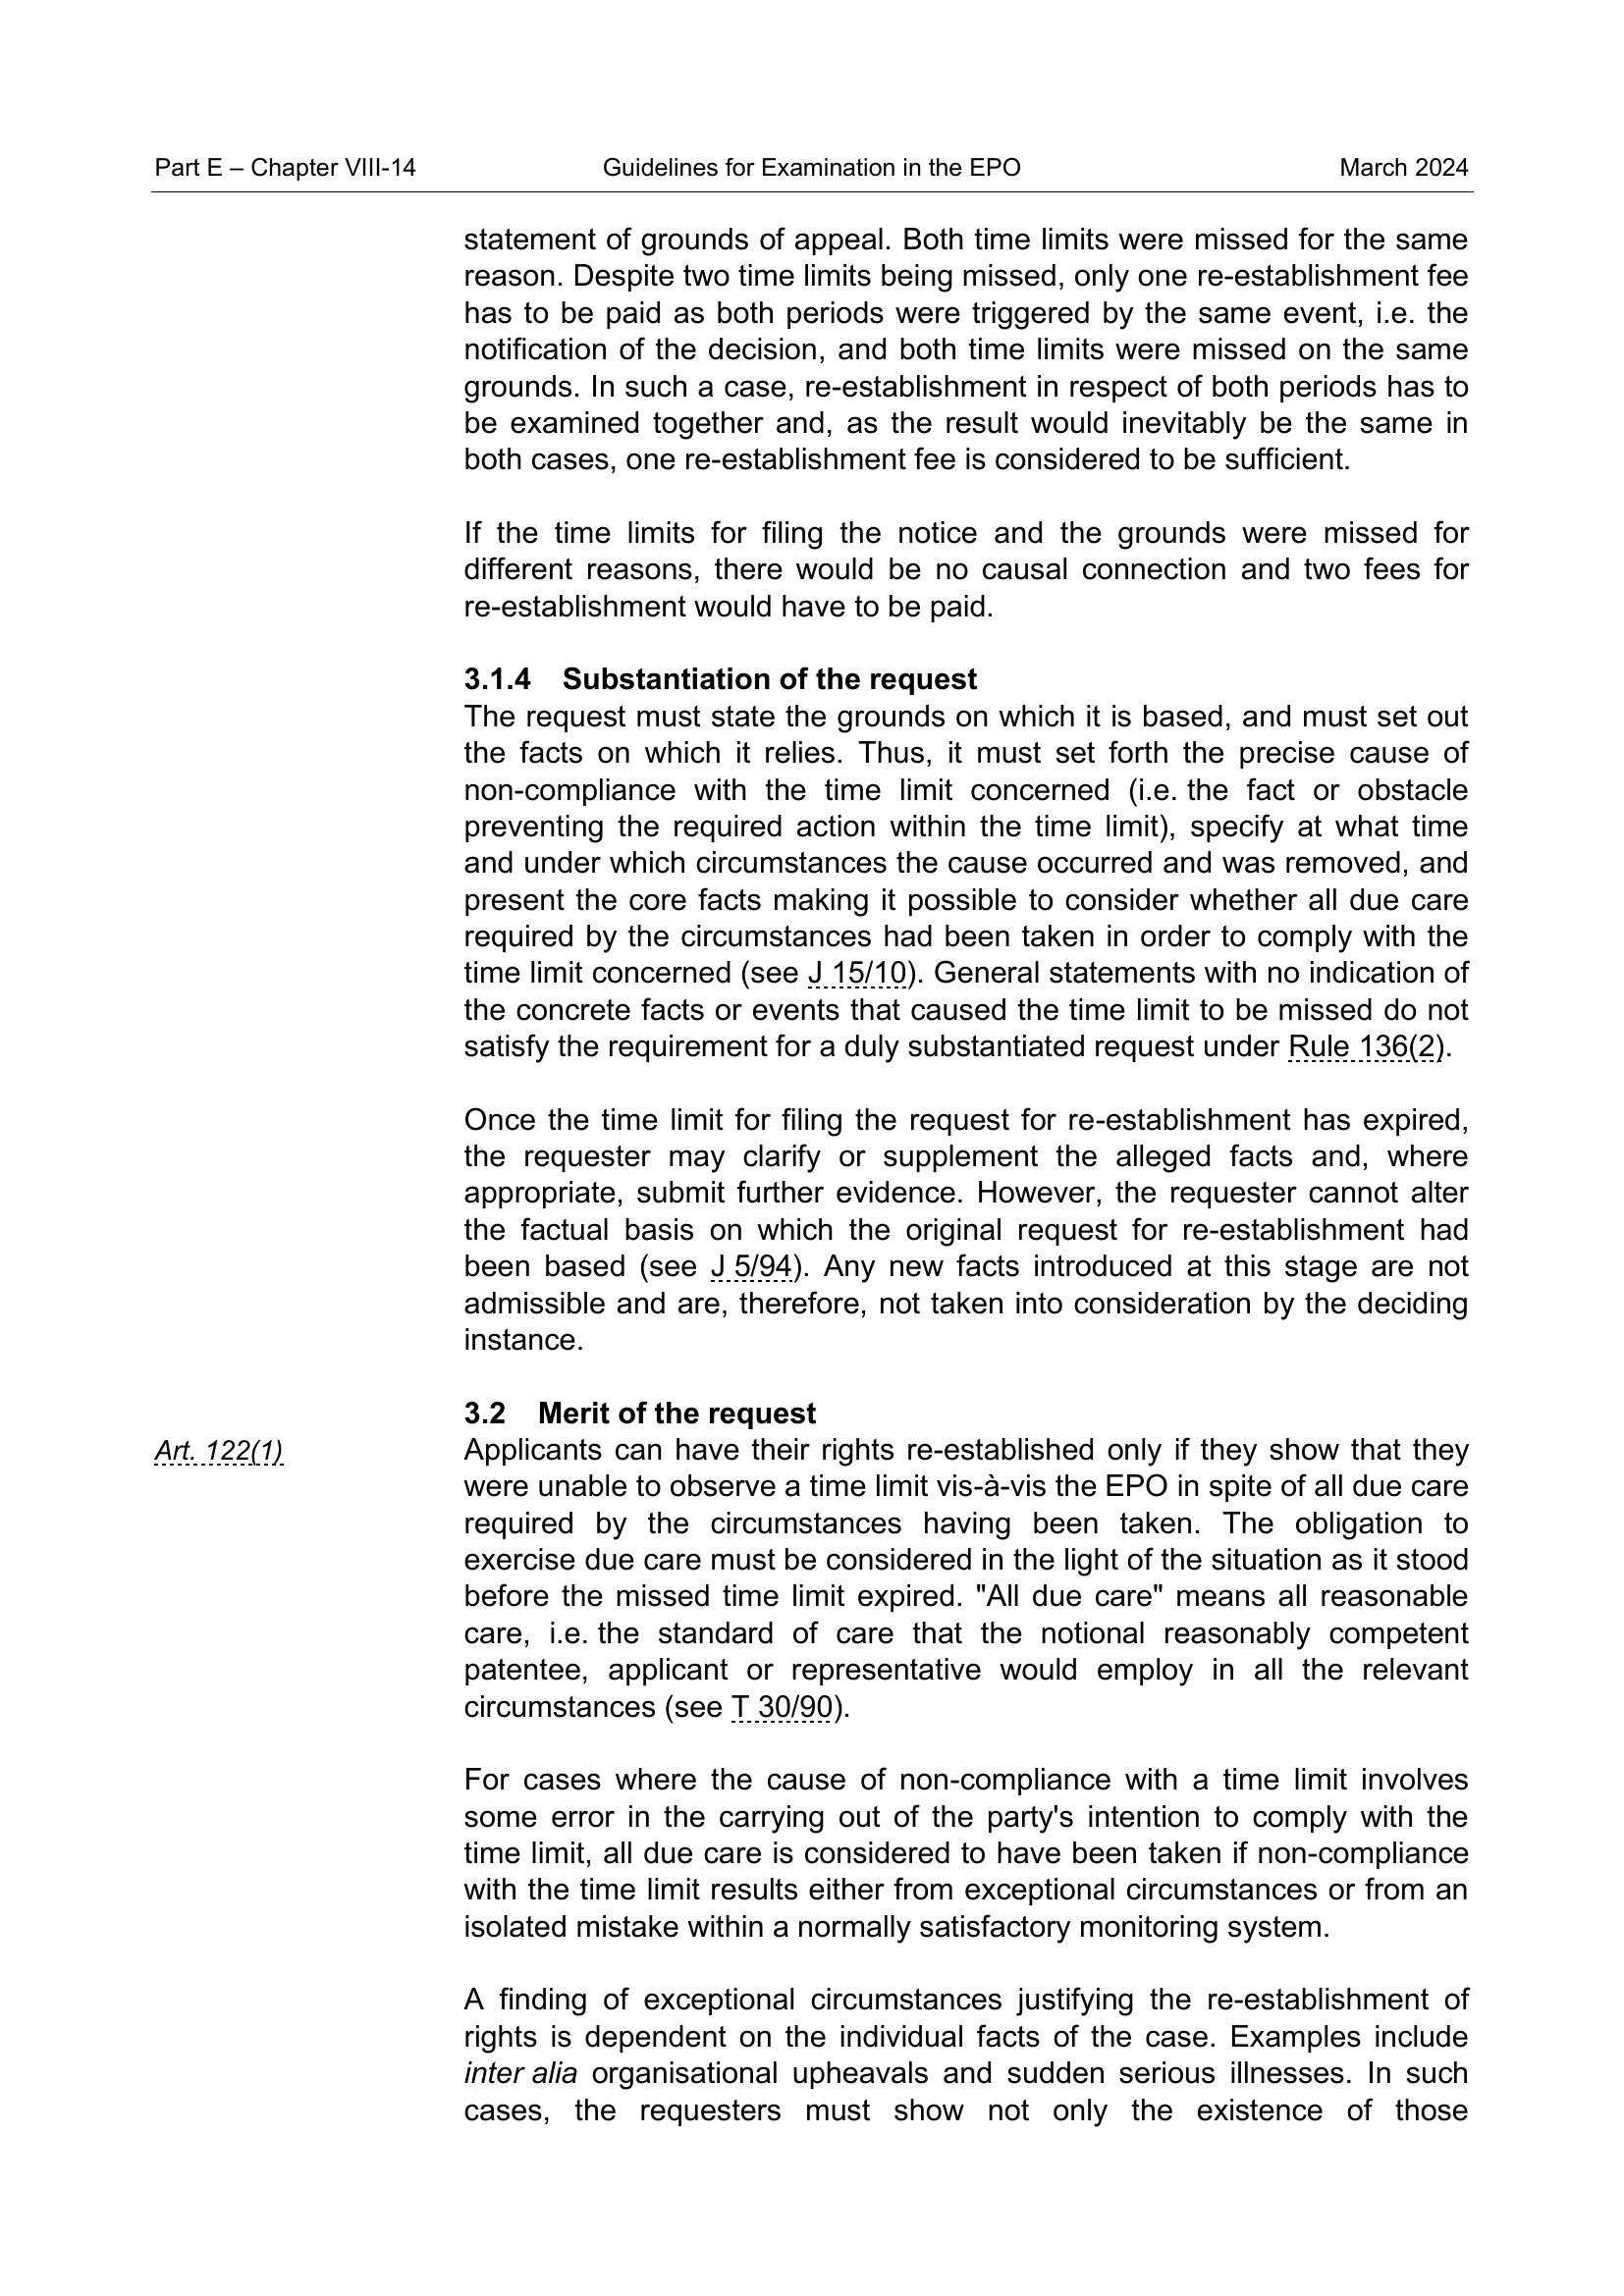 Part E – Chapter VIII-14 Guidelines for Examination in the EPO March 2024
statement of grounds of appeal. Both time limits were missed for the same
reason. Despite two time limits being missed, only one re-establishment fee
has to be paid as both periods were triggered by the same event, i.e. the
notification of the decision, and both time limits were missed on the same
grounds. In such a case, re-establishment in respect of both periods has to
be examined together and, as the result would inevitably be the same in
both cases, one re-establishment fee is considered to be sufficient.
If the time limits for filing the notice and the grounds were missed for
different reasons, there would be no causal connection and two fees for
re-establishment would have to be paid.
3.1.4 Substantiation of the request
The request must state the grounds on which it is based, and must set out
the facts on which it relies. Thus, it must set forth the precise cause of
non-compliance with the time limit concerned (i.e. the fact or obstacle
preventing the required action within the time limit), specify at what time
and under which circumstances the cause occurred and was removed, and
present the core facts making it possible to consider whether all due care
required by the circumstances had been taken in order to comply with the
time limit concerned (see J 15/10). General statements with no indication of
the concrete facts or events that caused the time limit to be missed do not
satisfy the requirement for a duly substantiated request under Rule 136(2).
Once the time limit for filing the request for re-establishment has expired,
the requester may clarify or supplement the alleged facts and, where
appropriate, submit further evidence. However, the requester cannot alter
the factual basis on which the original request for re-establishment had
been based (see J 5/94). Any new facts introduced at this stage are not
admissible and are, therefore, not taken into consideration by the deciding
instance.
3.2 Merit of the request
Art. 122(1)
Applicants can have their rights re-established only if they show that they
were unable to observe a time limit vis-à-vis the EPO in spite of all due care
required by the circumstances having been taken. The obligation to
exercise due care must be considered in the light of the situation as it stood
before the missed time limit expired. "All due care" means all reasonable
care, i.e. the standard of care that the notional reasonably competent
patentee, applicant or representative would employ in all the relevant
circumstances (see T 30/90).
For cases where the cause of non-compliance with a time limit involves
some error in the carrying out of the party's intention to comply with the
time limit, all due care is considered to have been taken if non-compliance
with the time limit results either from exceptional circumstances or from an
isolated mistake within a normally satisfactory monitoring system.
A finding of exceptional circumstances justifying the re-establishment of
rights is dependent on the individual facts of the case. Examples include
inter alia organisational upheavals and sudden serious illnesses. In such
cases, the requesters must show not only the existence of those